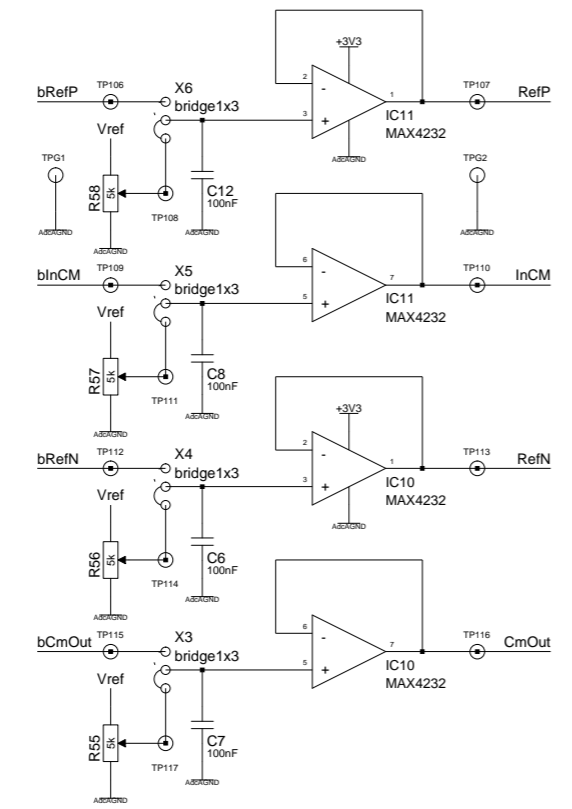 +3V3
bRefP TP106 X6 2 - 1 TP107 RefP
bridge1x3 3 + IC11
MAX4232
Vref
TPG1 AdcAGND TPG2
R58 5k C12
100nF
TP108
AdcAGND AdcAGND AdcAGND AdcAGND
bInCM TP109 X5 6 - 7 TP110 InCM
bridge1x3 5 + IC11
MAX4232
Vref
R57 5k C8
100nF
TP111
AdcAGND AdcAGND
+3V3
bRefN TP112 X4 2 - 1 TP113 RefN
bridge1x3 3 + IC10
MAX4232
Vref
AdcAGND
R56 5k C6
100nF
TP114
AdcAGND AdcAGND
bCmOut TP115 X3 6 - 7 TP116 CmOut
bridge1x3 5 + IC10
MAX4232
Vref
R55 5k C7
100nF
TP117
AdcAGND AdcAGND